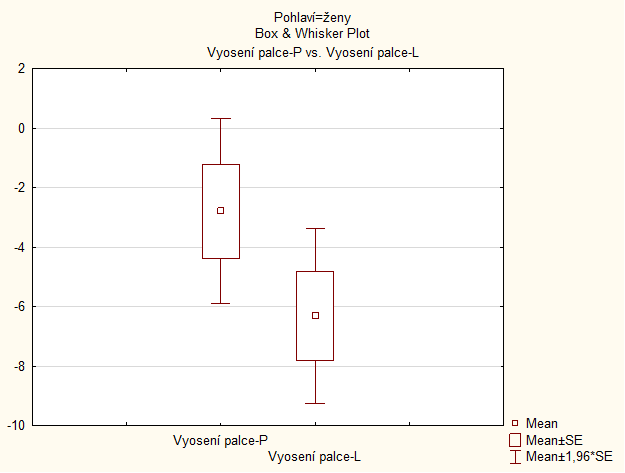 Pohlaví=ženy
Box & Whisker Plot
Vyosení palce-P vs. Vyosení palce-L
2
0
-2
-4
-6
-8
-10
Vyosení palce-P
Vyosení palce-L
Mean
Mean±SE
Mean±1,96*SE